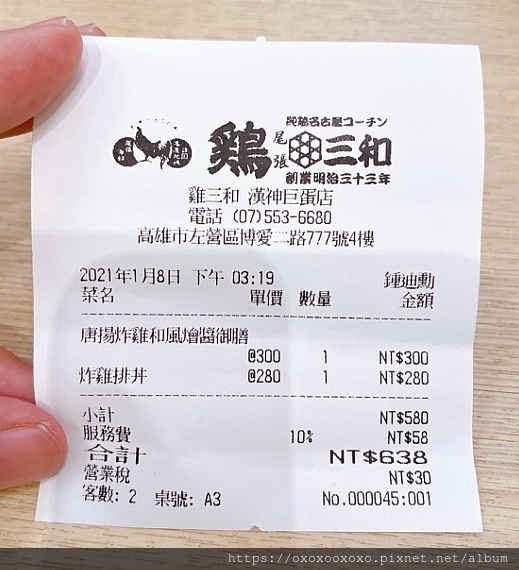 純鶏名古屋コーチン
鶏 尾張 三和
創業明治三十三年
雞三和 漢神巨蛋店
電話 (07)553-6680
高雄市左營區博愛二路777號4樓
2021年1月8日 下午 03:19 鍾迪勲
菜名 單價 數量 金額
唐揚炸雞和風燴醬御膳
@300 1 NT$300
炸雞排丼
@280 1 NT$280
小計 NT$580
服務費 10% NT$58
合計 NT$638
營業稅 NT$30
客數: 2 桌號: A3 No.000045:001
https://oxoxooxoxo.pixnet.net/album